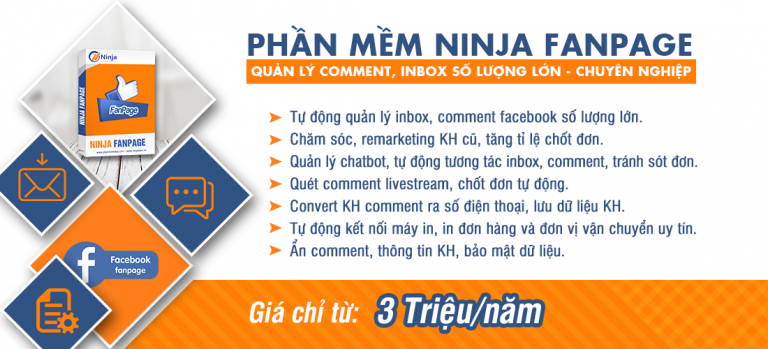 PHẦN MỀM NINJA FANPAGE
QUẢN LÝ COMMENT, INBOX SỐ LƯỢNG LỚN - CHUYÊN NGHIỆP
Ninja
NINJA FANPAGE
FanPage
NINJA FANPAGE
Tự động quản lý inbox, comment facebook số lượng lớn.
Chăm sóc, remarketing KH cũ, tăng tỉ lệ chốt đơn.
Quản lý chatbot, tự động tương tác inbox, comment, tránh sót đơn.
Quét comment livestream, chốt đơn tự động.
Convert KH comment ra số điện thoại, lưu dữ liệu KH.
Tự động kết nối máy in, in đơn hàng và đơn vị vận chuyển uy tín.
Ẩn comment, thông tin KH, bảo mật dữ liệu.
Facebook
fanpage
Giá chỉ từ: 3 Triệu/năm